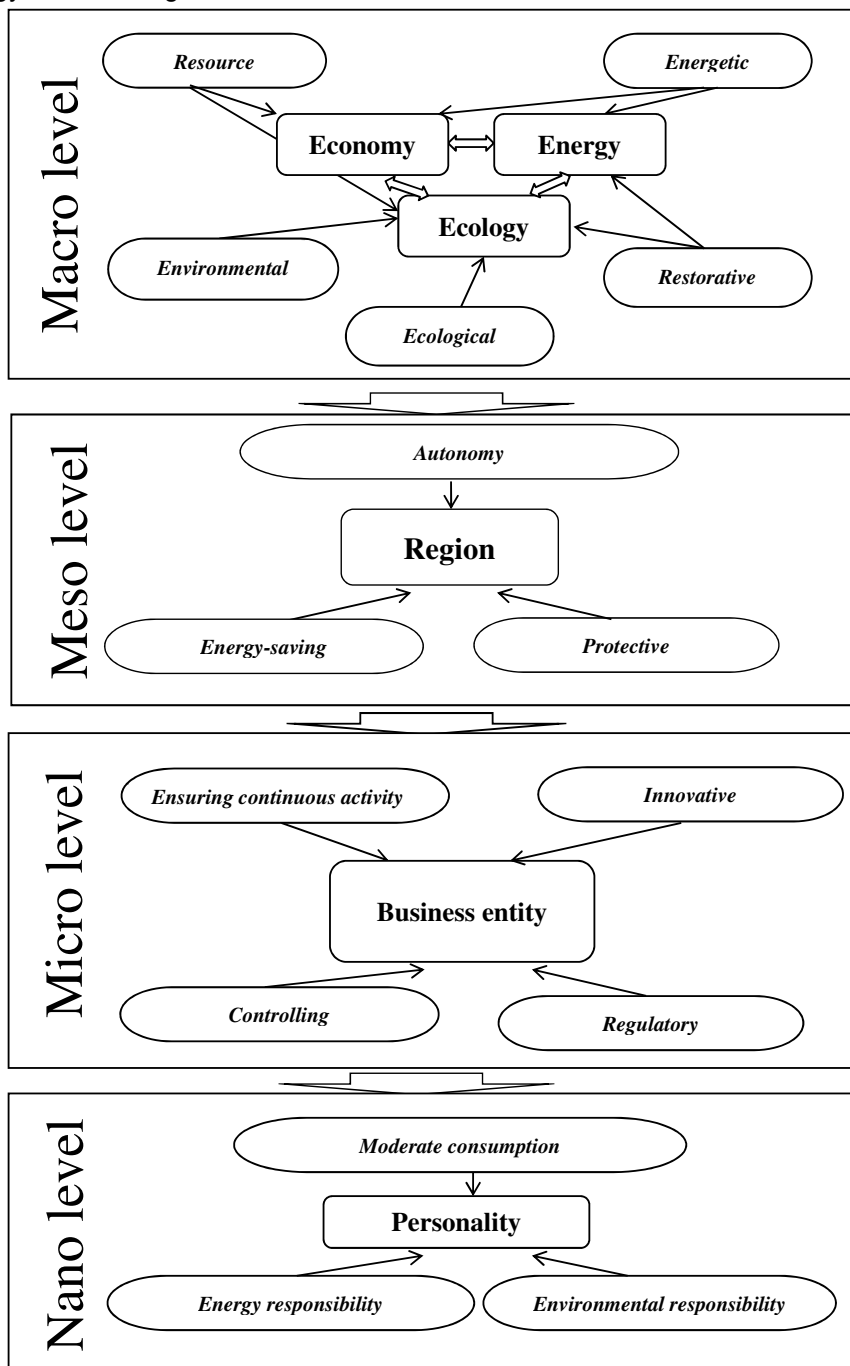 Macro level
Resource
Energetic
Economy
Energy
Ecology
Environmental
Restorative
Ecological
Meso level
Autonomy
Region
Energy-saving
Protective
Micro level
Ensuring continuous activity
Innovative
Business entity
Controlling
Regulatory
Nano level
Moderate consumption
Personality
Energy responsibility
Environmental responsibility